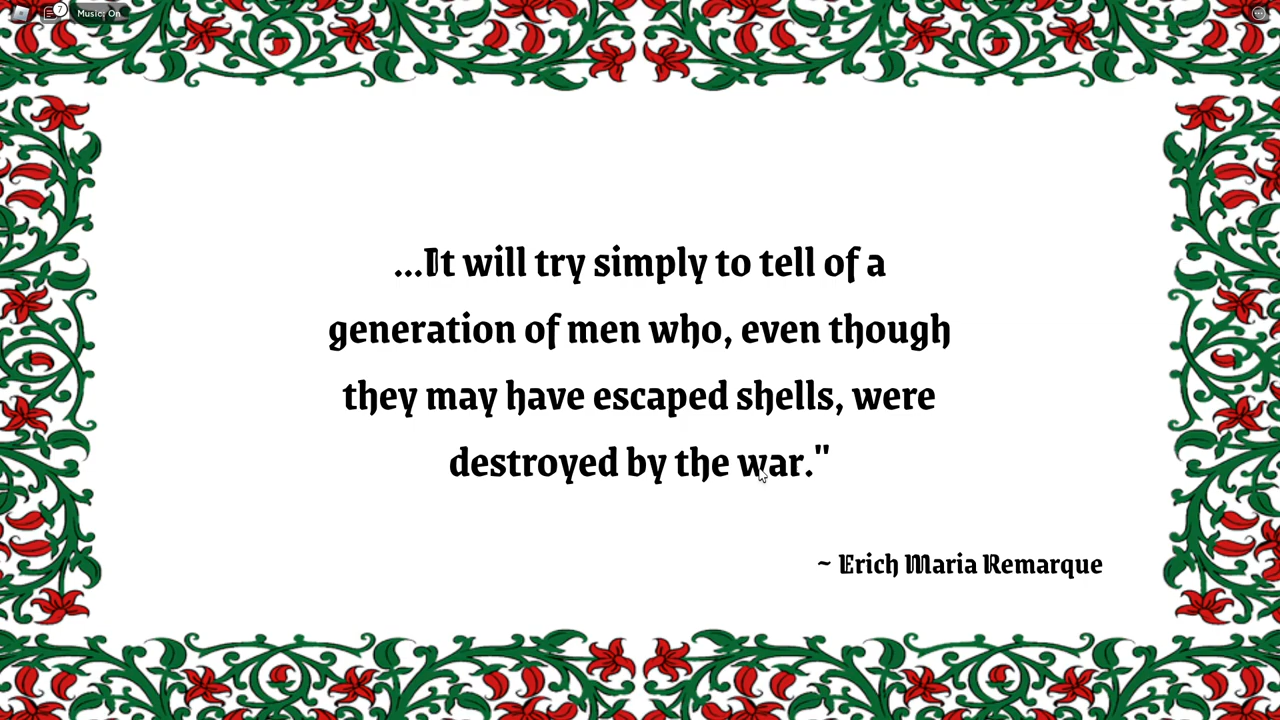 7
Music: On
...It will try simply to tell of a
generation of men who, even though
they may have escaped shells, were
destroyed by the war."
~ Erich Maria Remarque